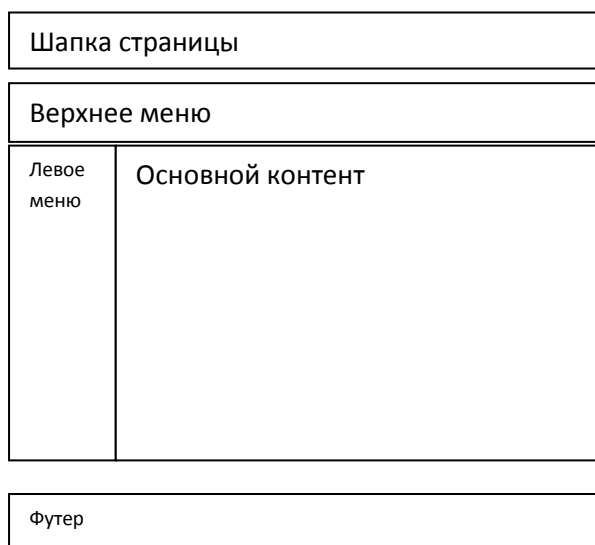 Шапка страницы
Верхнее меню
Левое
меню
Основной контент
Футер